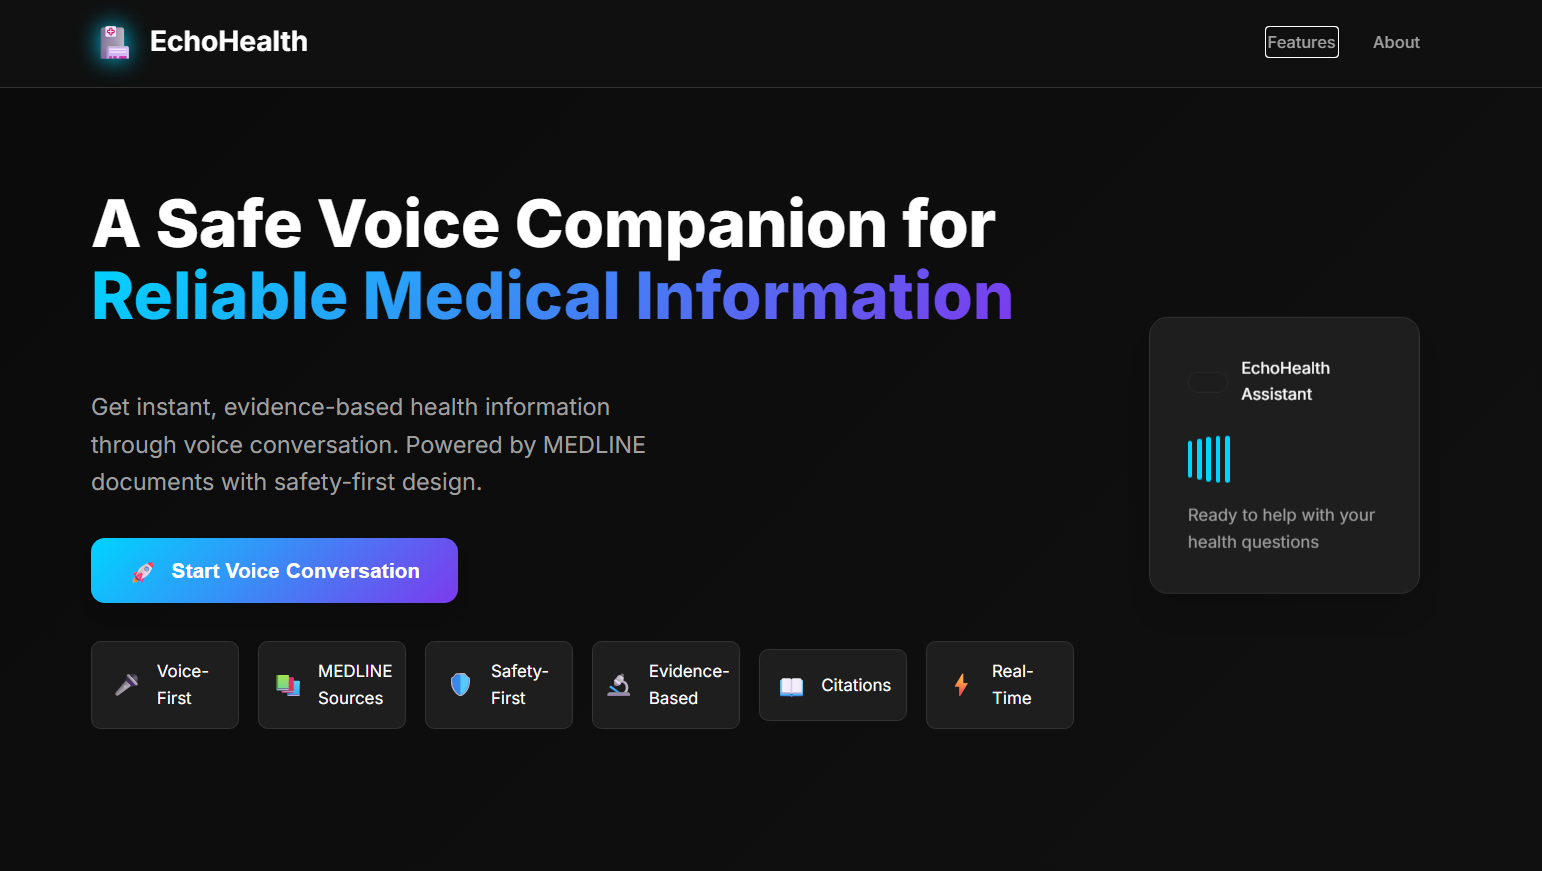 EchoHealth
Features
About
A Safe Voice Companion for
Reliable Medical Information
Get instant, evidence-based health information
through voice conversation. Powered by MEDLINE
documents with safety-first design.
Start Voice Conversation
Voice-
First
MEDLINE
Sources
Safety-
First
Evidence-
Based
Citations
Real-
Time
EchoHealth
Assistant
Ready to help with your
health questions